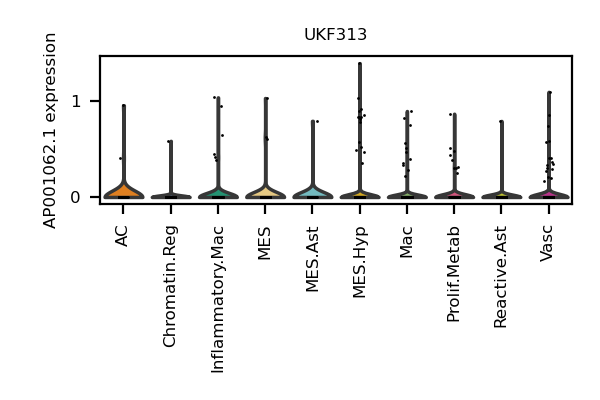 UKF313
AP001062.1 expression
1
0
AC
Chromatin.Reg
Inflammatory.Mac
MES
MES.Ast
MES.Hyp
Mac
Prolif.Metab
Reactive.Ast
Vasc